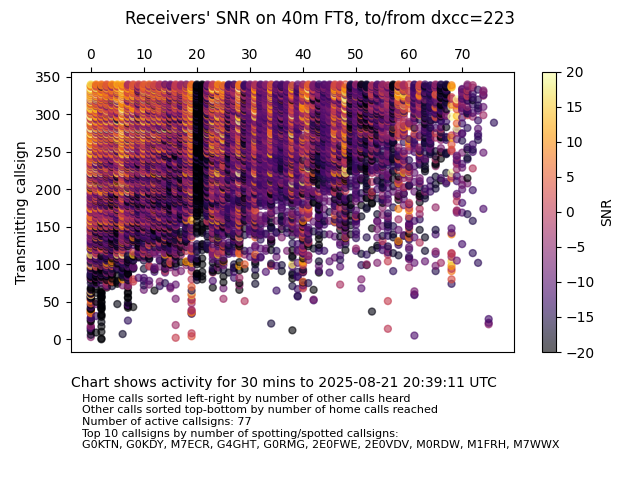 Receivers' SNR on 40m FT8, to/from dxcc=223
0 10 20 30 40 50 60 70
350
300
250
200
150
100
50
0
Transmitting callsign
20
15
10
5
0
−5
−10
−15
−20
SNR
Chart shows activity for 30 mins to 2025-08-21 20:39:11 UTC
Home calls sorted left-right by number of other calls heard
Other calls sorted top-bottom by number of home calls reached
Number of active callsigns: 77
Top 10 callsigns by number of spotting/spotted callsigns:
G0KTN, G0KDY, M7ECR, G4GHT, G0RMG, 2E0FWE, 2E0VDV, M0RDW, M1FRH, M7WWX